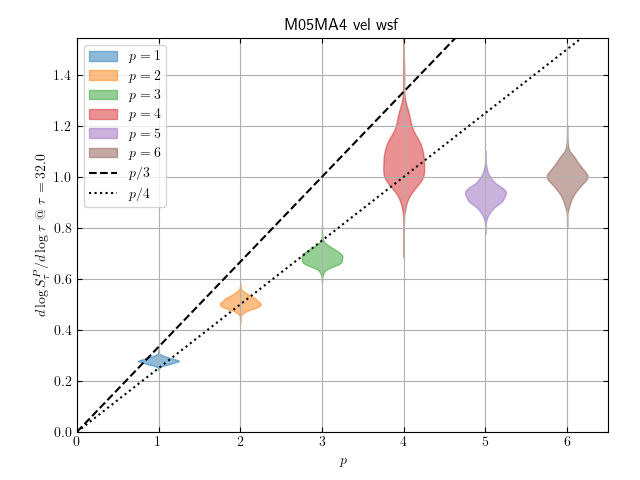 M05MA4 vel wsf
d log S_τ^P / d log τ @ τ = 32.0
1.4
1.2
1.0
0.8
0.6
0.4
0.2
0.0
p = 1
p = 2
p = 3
p = 4
p = 5
p = 6
p/3
p/4
0 1 2 3 4 5 6
p